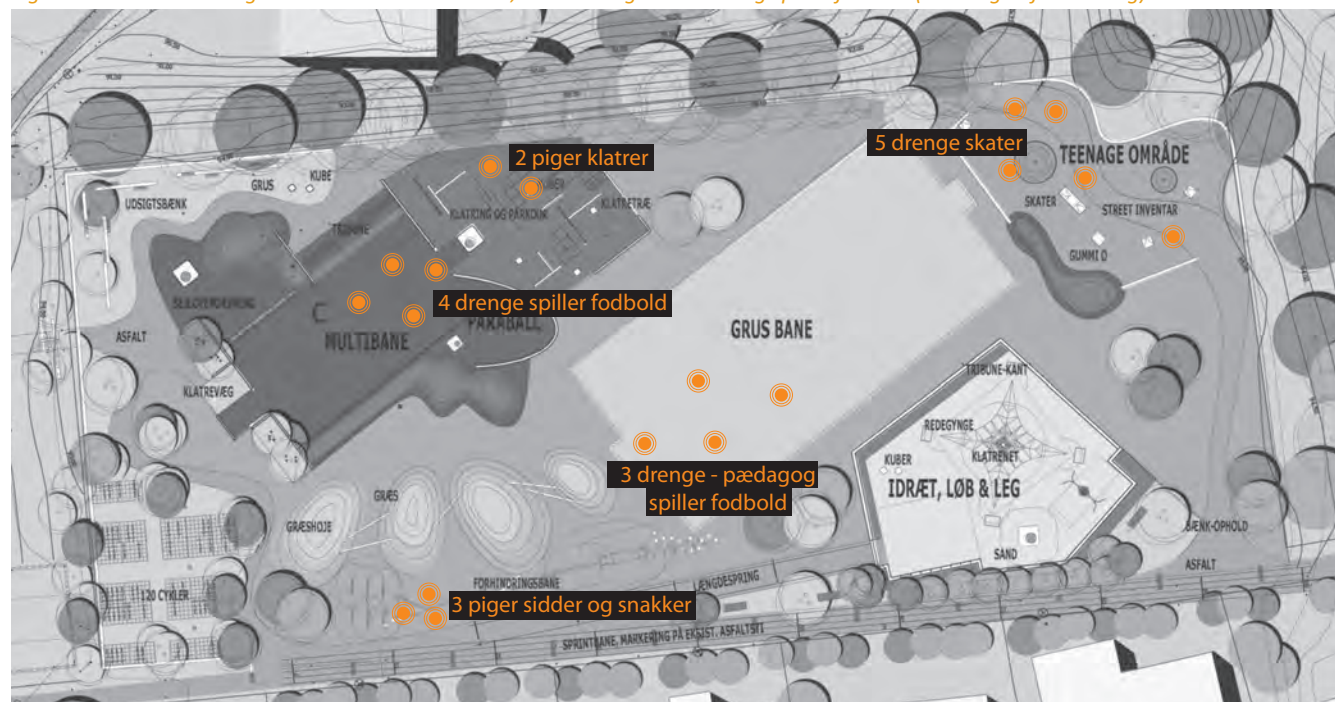 2 piger klatrer
5 drenge skater
TEENAGE OMRÅDE
KUBE
GRUS
UDSIGTSBÆNK
KLATRING OG PARKOUR
KLATRETRÆ
SKATER
STREET INVENTAR
TRIBUNE
GUMMI Ø
4 drenge spiller fodbold
ASFALT
MULTIBANE
PARABALL
GRUS BANE
KLATREVÆG
TRIBUNE-KANT
REDEGYNGE
KLATRENET
KUBER
IDRÆT, LØB & LEG
3 drenge - pædagog
spiller fodbold
GRÆS
GRÆSHØJE
BÆNK-OPHOLD
SAND
ASFALT
FORHINDRINGSBANE
LÆNGDESPRING
120 CYKLER
3 piger sidder og snakker
SPRINTBANE, MARKERING PÅ EKSIST. ASFALTSTI